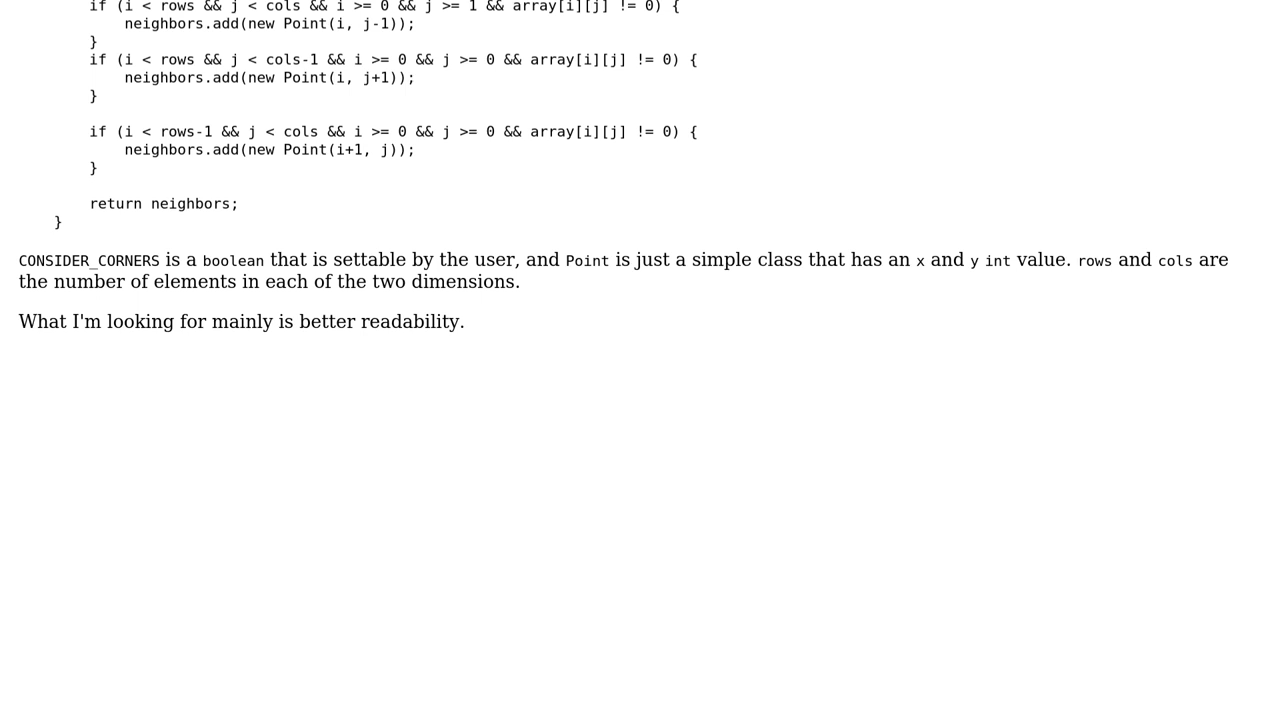 if (i < rows && j < cols && i >= 0 && j >= 1 && array[i][j] != 0) {
neighbors.add(new Point(i, j-1));
}
if (i < rows && j < cols-1 && i >= 0 && j >= 0 && array[i][j] != 0) {
neighbors.add(new Point(i, j+1));
}
if (i < rows-1 && j < cols && i >= 0 && j >= 0 && array[i][j] != 0) {
neighbors.add(new Point(i+1, j));
}
return neighbors;
}
CONSIDER_CORNERS is a boolean that is settable by the user, and Point is just a simple class that has an x and y int value. rows and cols are
the number of elements in each of the two dimensions.
What I'm looking for mainly is better readability.